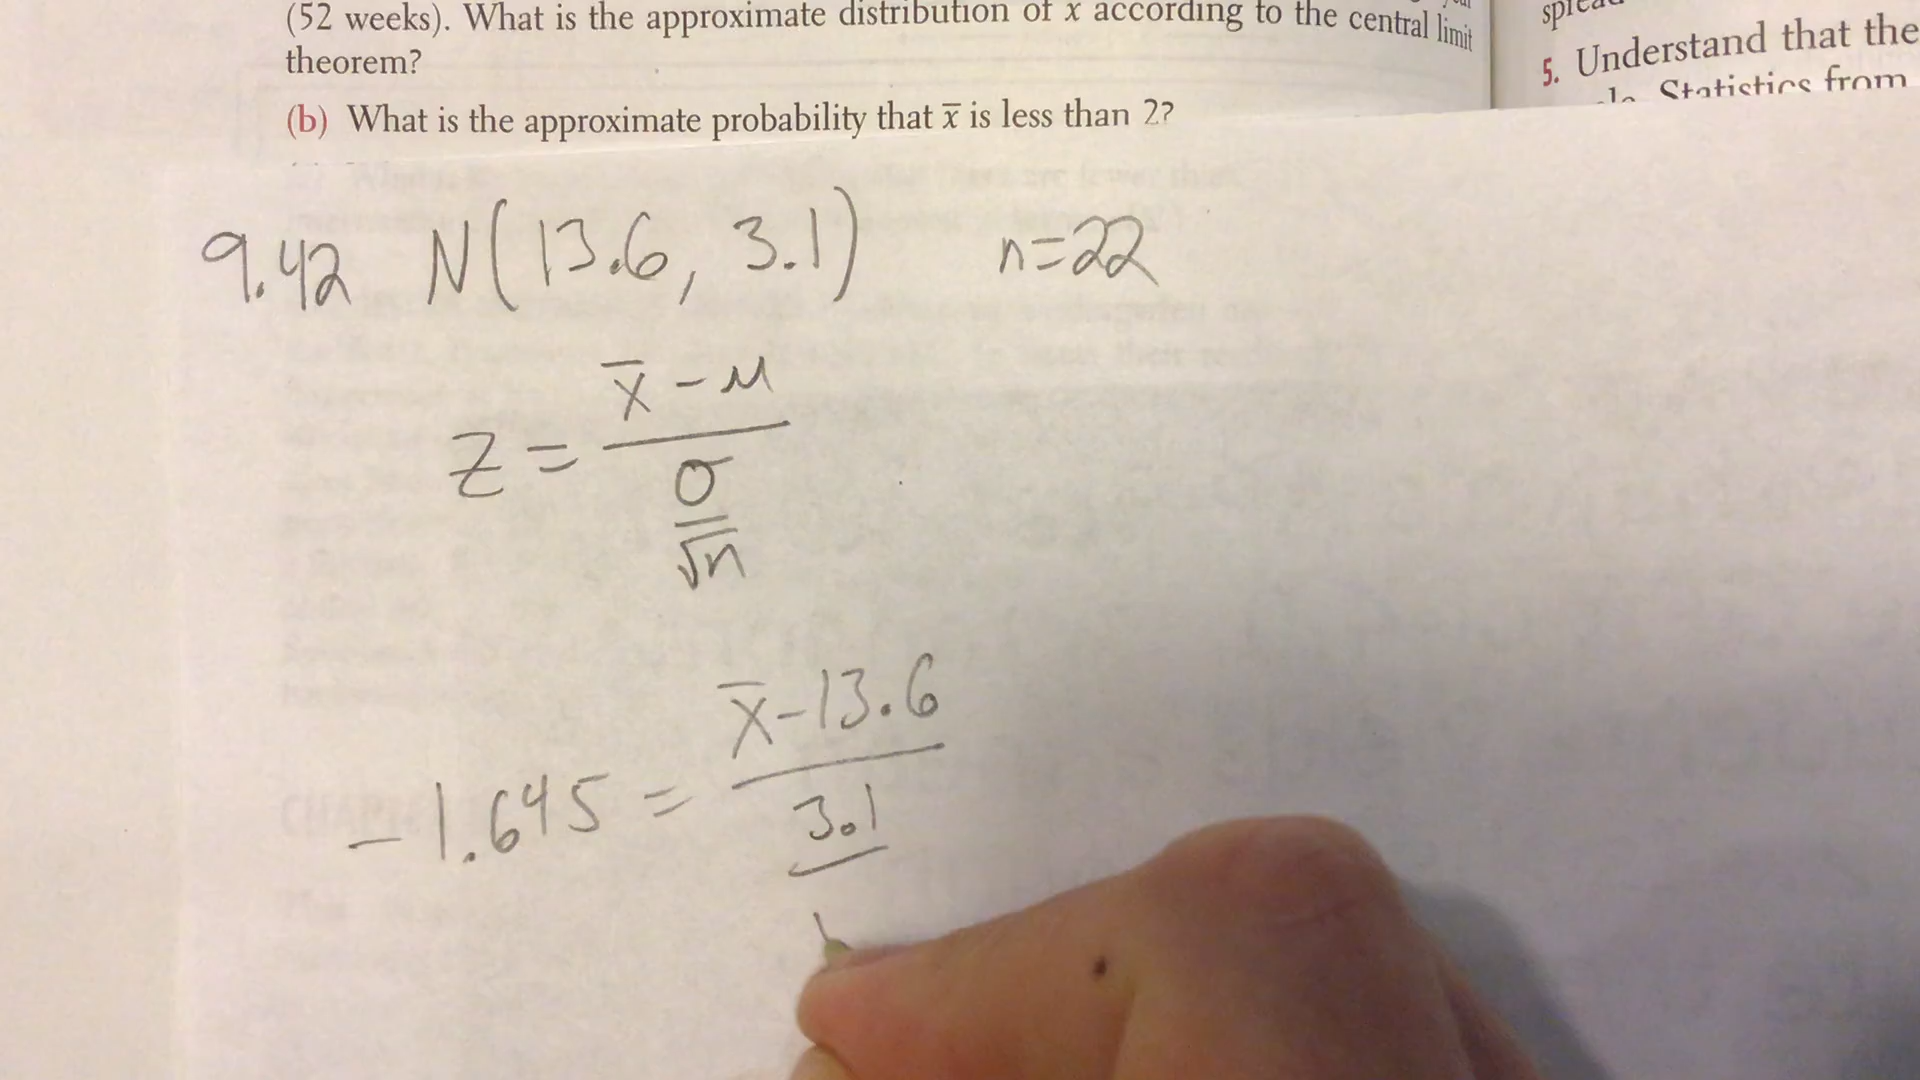 (52 weeks). What is the approximate distribution of x according to the central limit
theorem?
(b) What is the approximate probability that x̄ is less than 2?
5. Understand that the
Statistics from
9.42 N(13.6, 3.1) n=22
z = (x̄ - μ) / (σ / √n)
-1.645 = (x̄ - 13.6) / 3.1